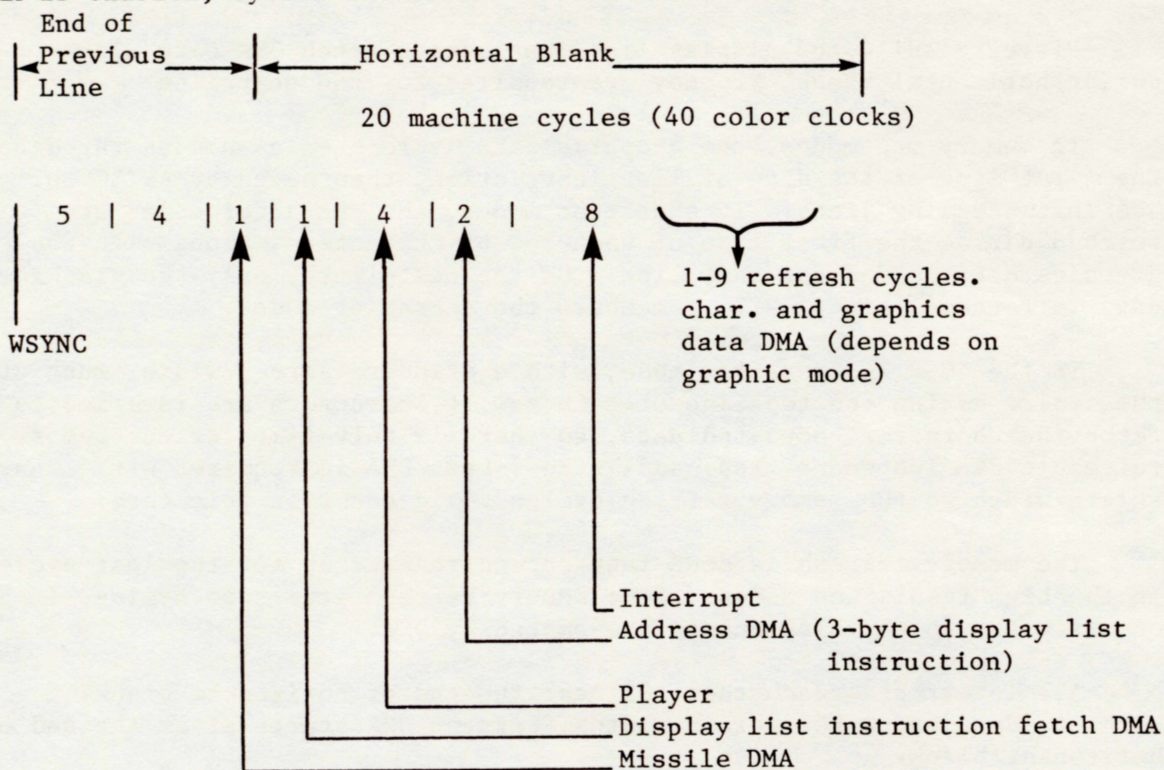 End of
Previous
Line
Horizontal Blank
20 machine cycles (40 color clocks)
5 | 4 | 1 | 1 | 4 | 2 | 8
WSYNC
1-9 refresh cycles.
char. and graphics
data DMA (depends on
graphic mode)
Interrupt
Address DMA (3-byte display list
instruction)
Player
Display list instruction fetch DMA
Missile DMA